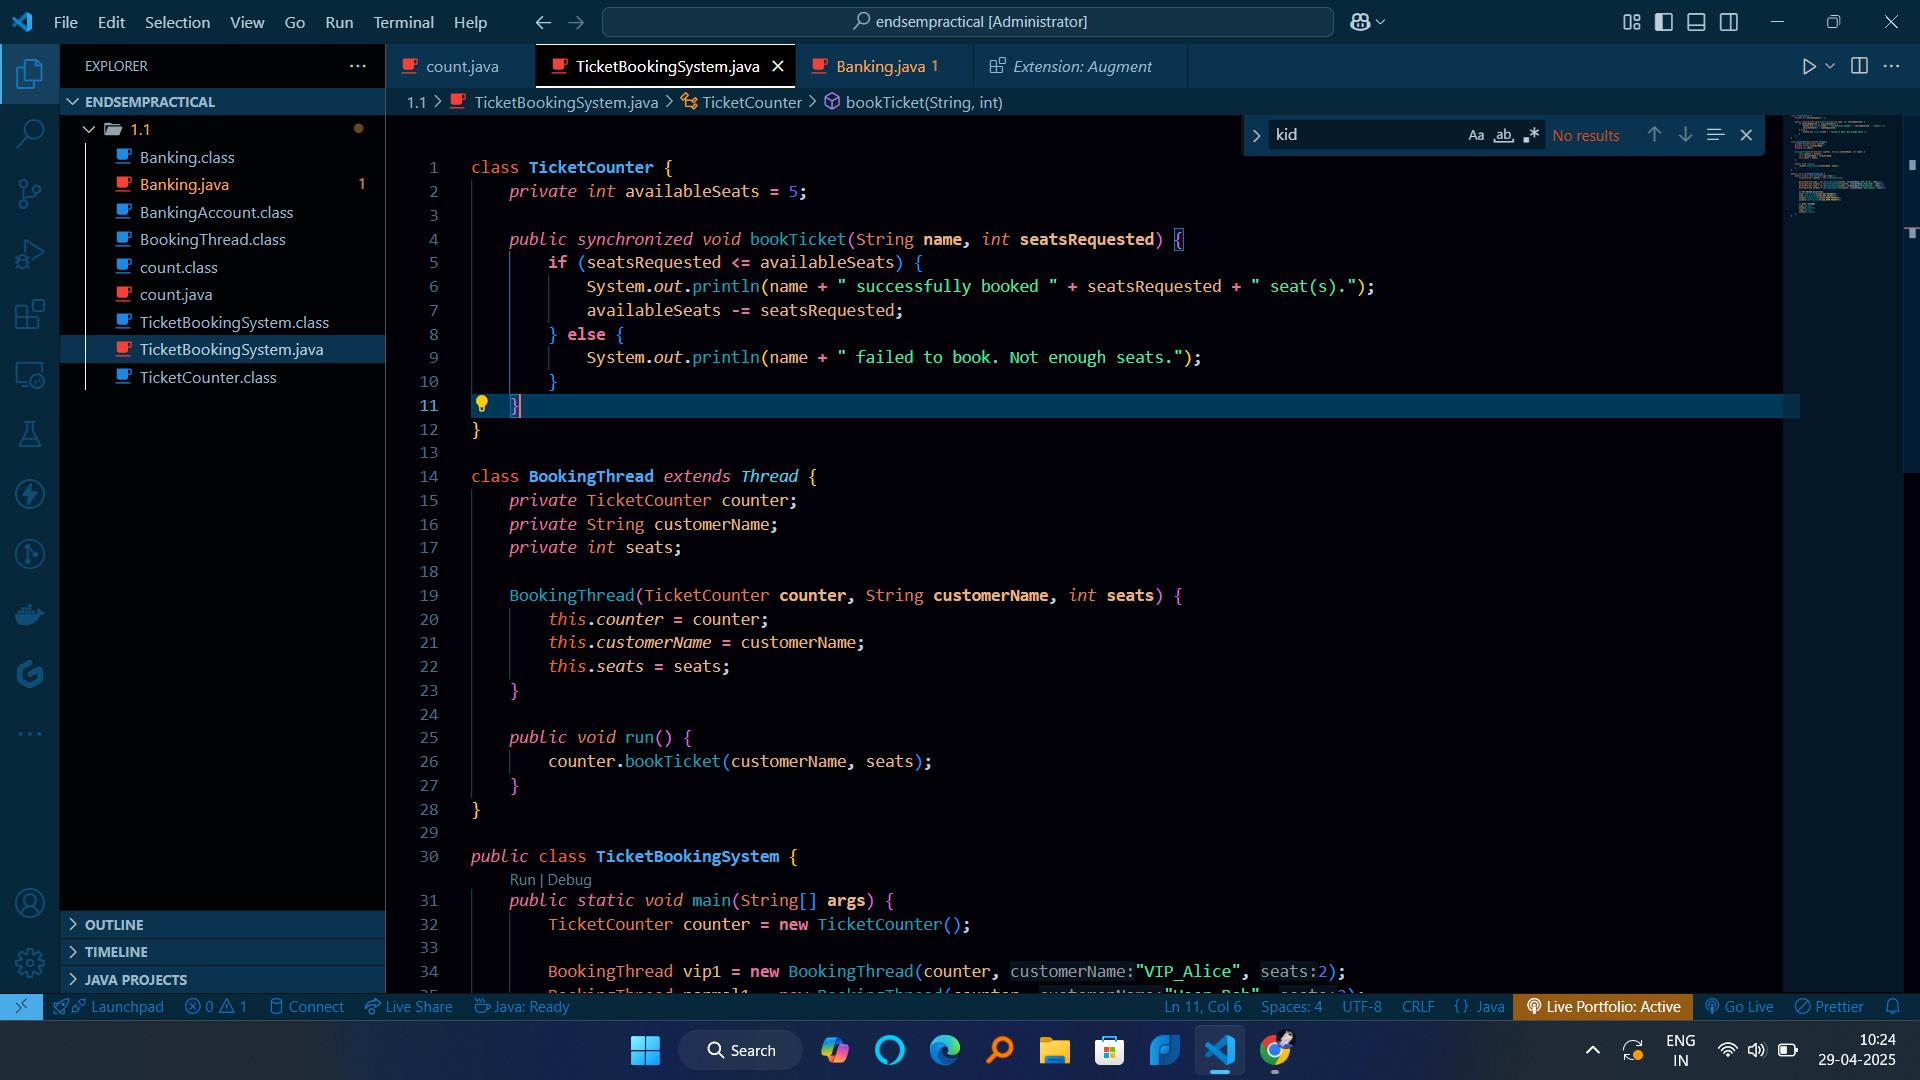 File Edit Selection View Go Run Terminal Help
endsempractical [Administrator]
EXPLORER
ENDSEMPRACTICAL
1.1
Banking.class
Banking.java 1
BankingAccount.class
BookingThread.class
count.class
count.java
TicketBookingSystem.class
TicketBookingSystem.java
TicketCounter.class
OUTLINE
TIMELINE
JAVA PROJECTS
count.java TicketBookingSystem.java Banking.java 1 Extension: Augment
1.1 > TicketBookingSystem.java > TicketCounter > bookTicket(String, int)
kid Aa ab .* No results
1 class TicketCounter {
2 private int availableSeats = 5;
3
4 public synchronized void bookTicket(String name, int seatsRequested) {
5 if (seatsRequested <= availableSeats) {
6 System.out.println(name + " successfully booked " + seatsRequested + " seat(s).");
7 availableSeats -= seatsRequested;
8 } else {
9 System.out.println(name + " failed to book. Not enough seats.");
10 }
11 }
12 }
13
14 class BookingThread extends Thread {
15 private TicketCounter counter;
16 private String customerName;
17 private int seats;
18
19 BookingThread(TicketCounter counter, String customerName, int seats) {
20 this.counter = counter;
21 this.customerName = customerName;
22 this.seats = seats;
23 }
24
25 public void run() {
26 counter.bookTicket(customerName, seats);
27 }
28 }
29
30 public class TicketBookingSystem {
Run | Debug
31 public static void main(String[] args) {
32 TicketCounter counter = new TicketCounter();
33
34 BookingThread vip1 = new BookingThread(counter, customerName:"VIP_Alice", seats:2);
Launchpad 0 1 Connect Live Share Java: Ready Ln 11, Col 6 Spaces: 4 UTF-8 CRLF {} Java Live Portfolio: Active Go Live Prettier
Search
ENG
IN
10:24
29-04-2025